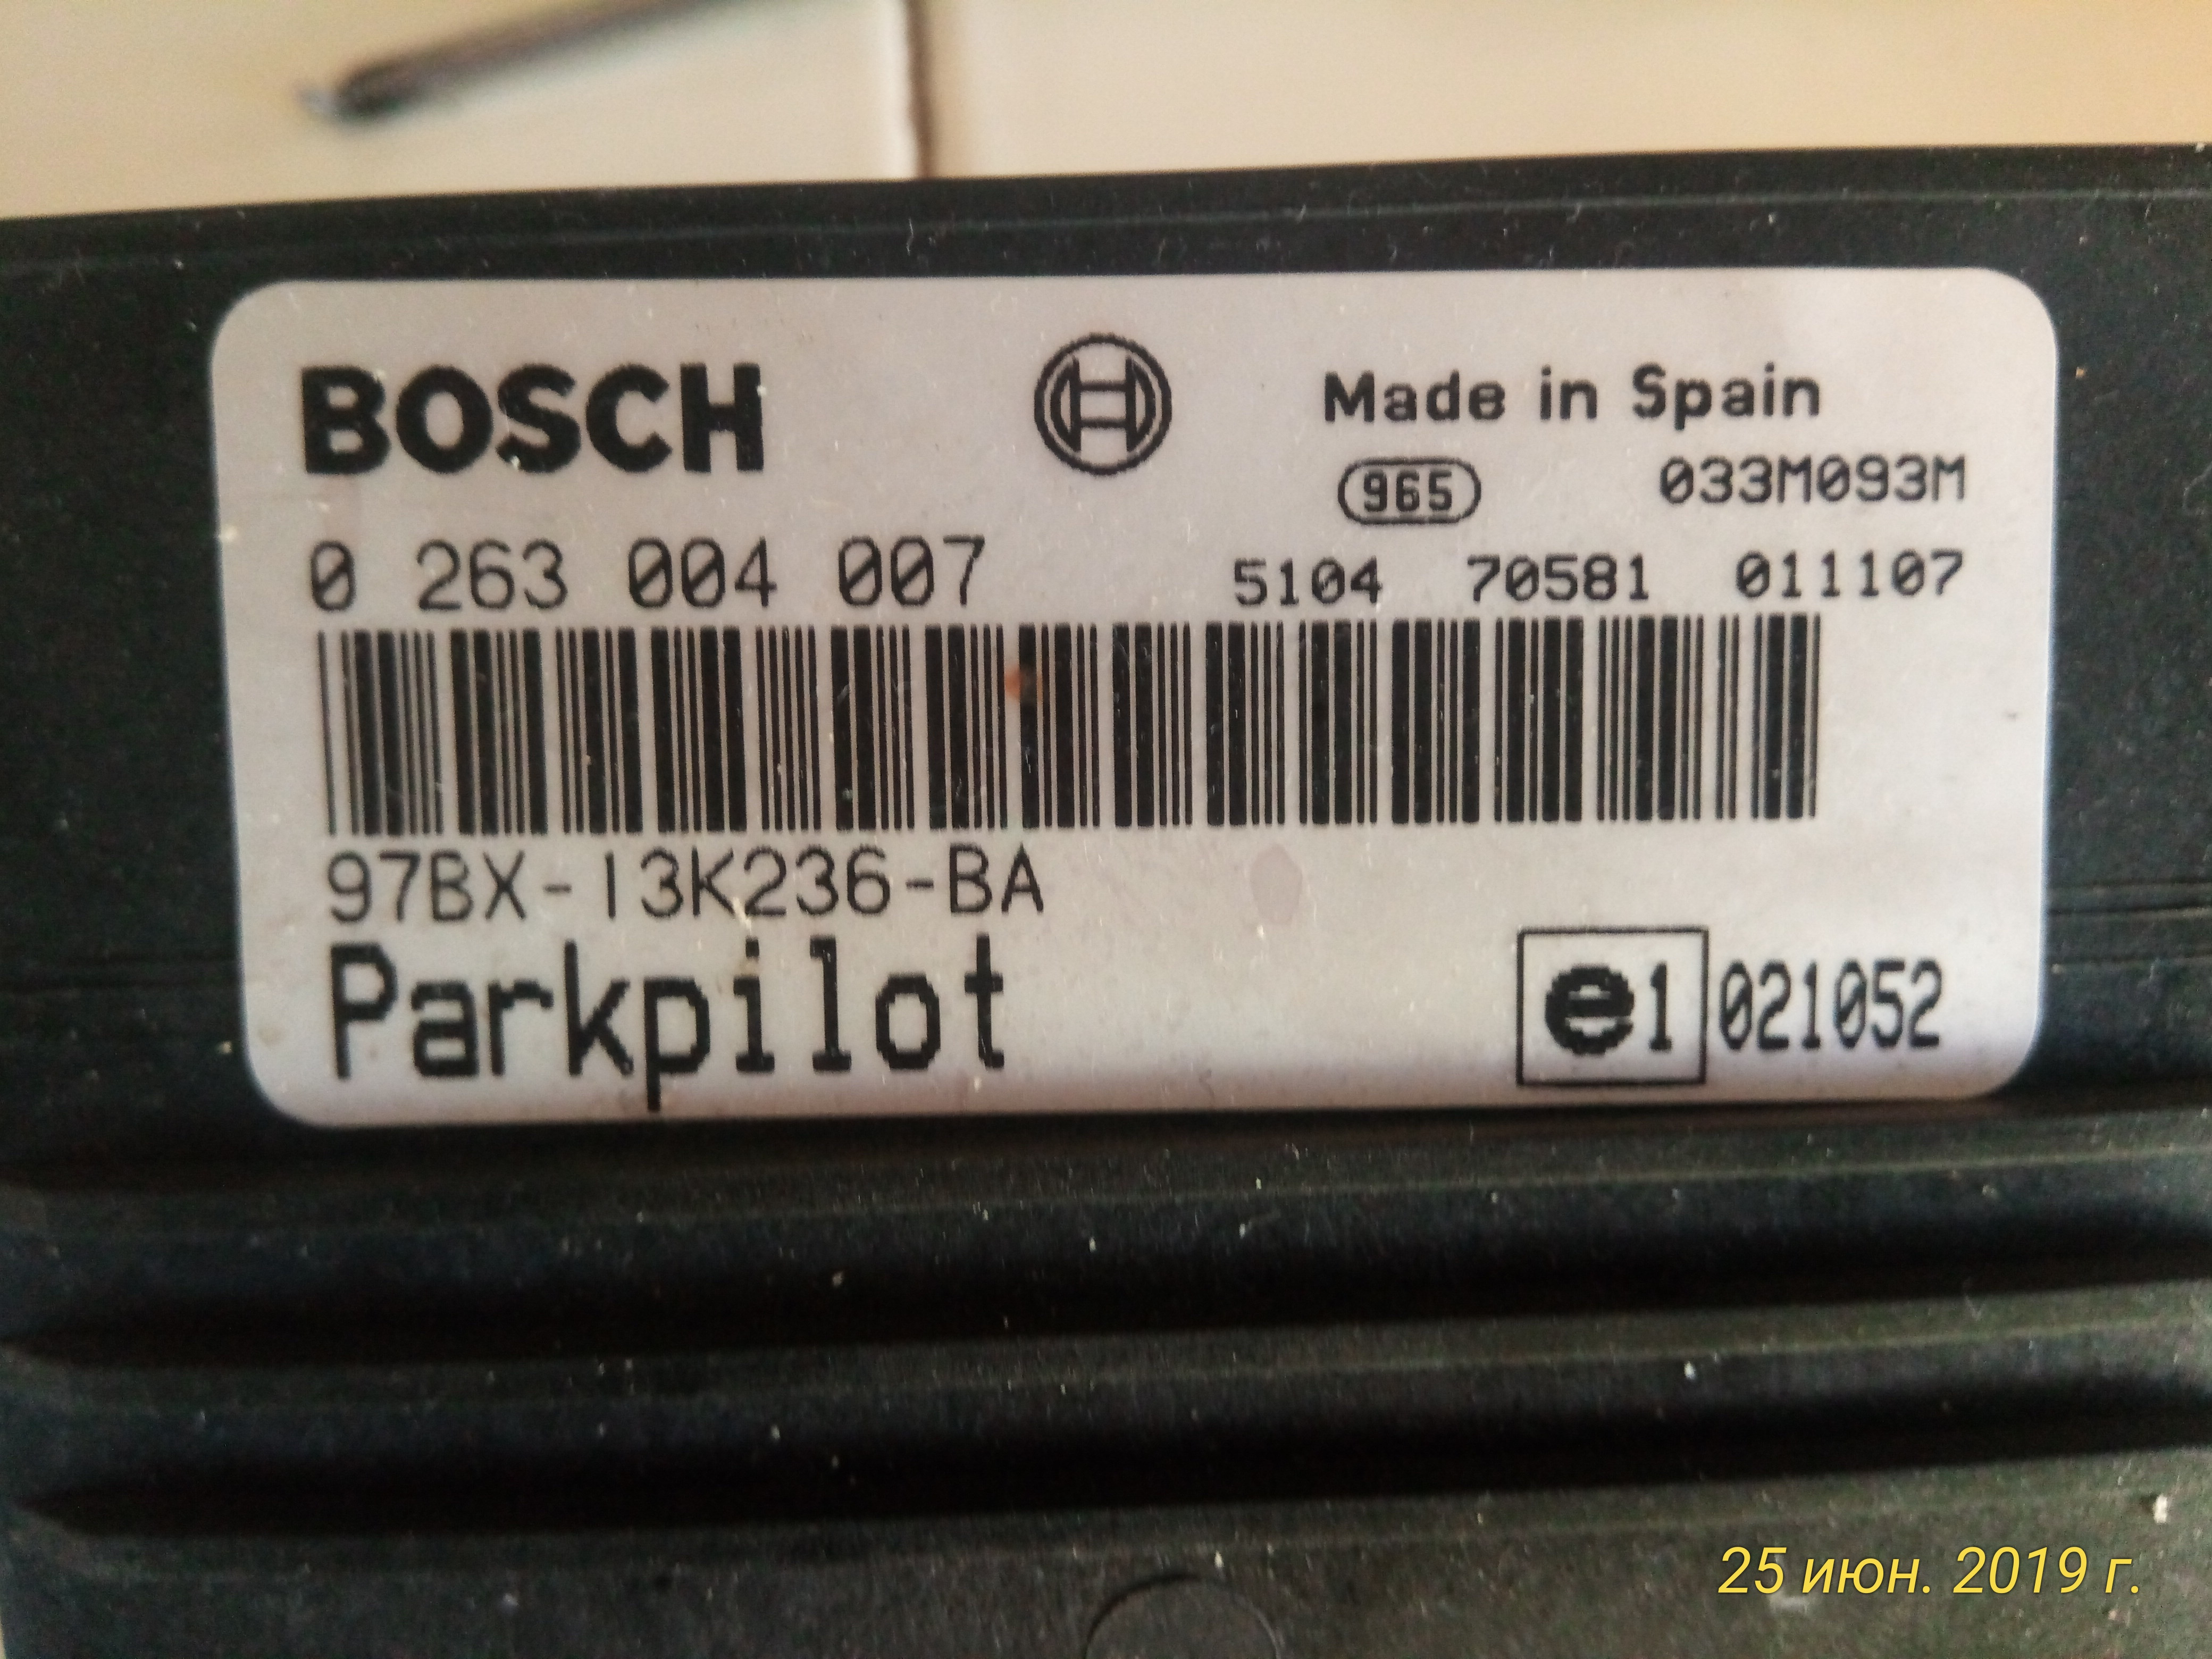 BOSCH
Made in Spain
965 033M093M
0 263 004 007 5104 70581 011107
97BX-13K236-BA
Parkpilot
e1 021052
25 июн. 2019 г.